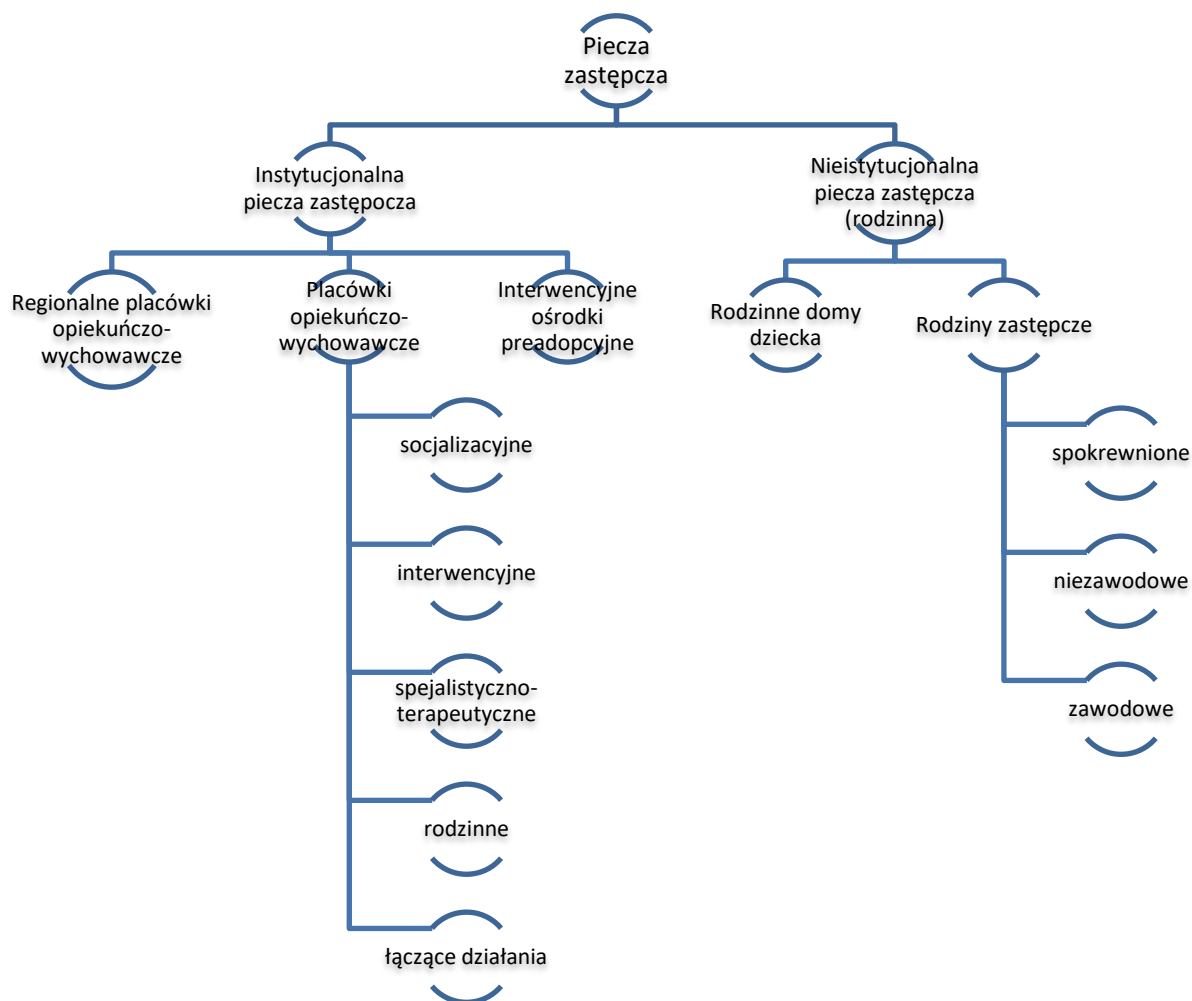 Piecza
zastępcza
Instytucjonalna
piecza zastępocza
Nieistytucjonalna
piecza zastępcza
(rodzinna)
Regionalne placówki
opiekuńczo-
wychowawcze
Placówki
opiekuńczo-
wychowawcze
Interwencyjne
ośrodki
preadopcyjne
Rodzinne domy
dziecka
Rodziny zastępcze
socjalizacyjne
interwencyjne
spejalistyczno-
terapeutyczne
rodzinne
łączące działania
spokrewnione
niezawodowe
zawodowe